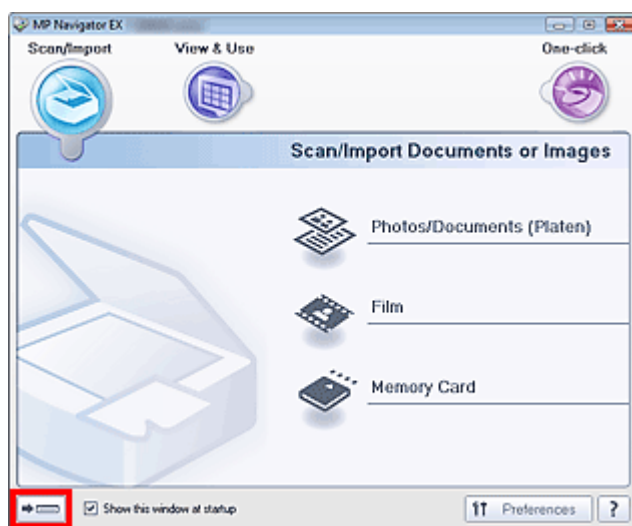 MP Navigator EX
Scan/Import
View & Use
One-click
Scan/Import Documents or Images
Photos/Documents (Platen)
Film
Memory Card
Show this window at startup
Preferences
?